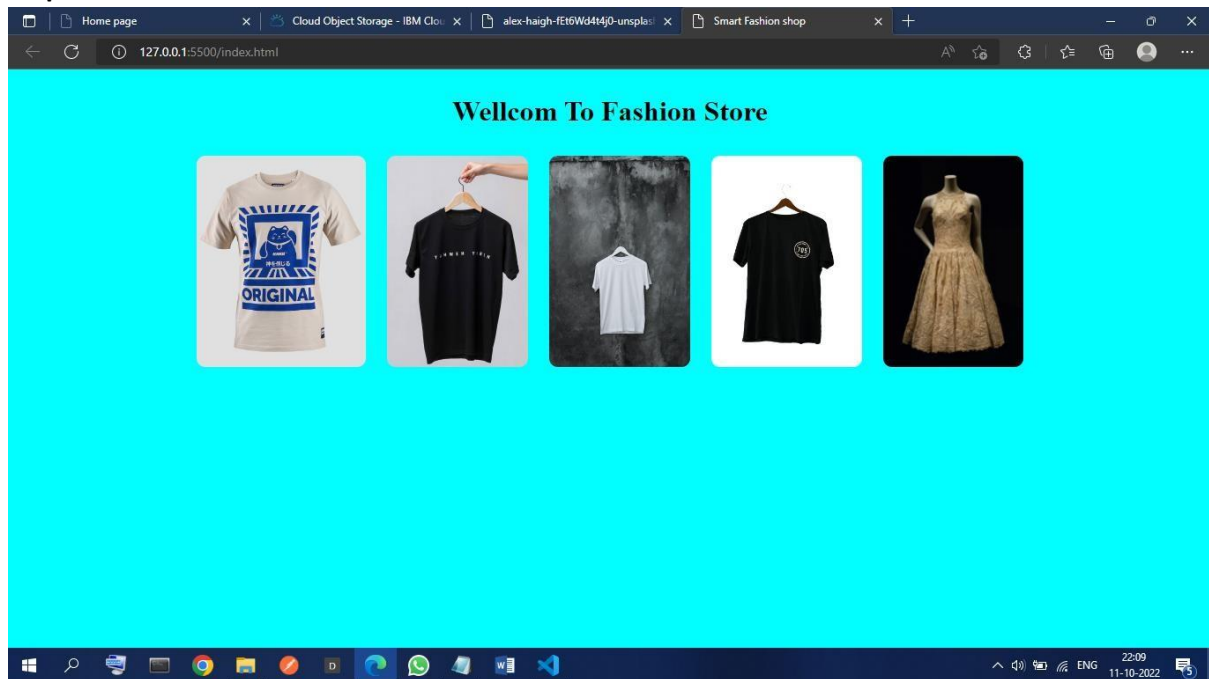 Home page
Cloud Object Storage - IBM Clou
alex-haigh-fEt6Wd4t4j0-unsplas
Smart Fashion shop
127.0.0.1:5500/index.html
Wellcom To Fashion Store
ORIGINAL
ENG
22:09
11-10-2022